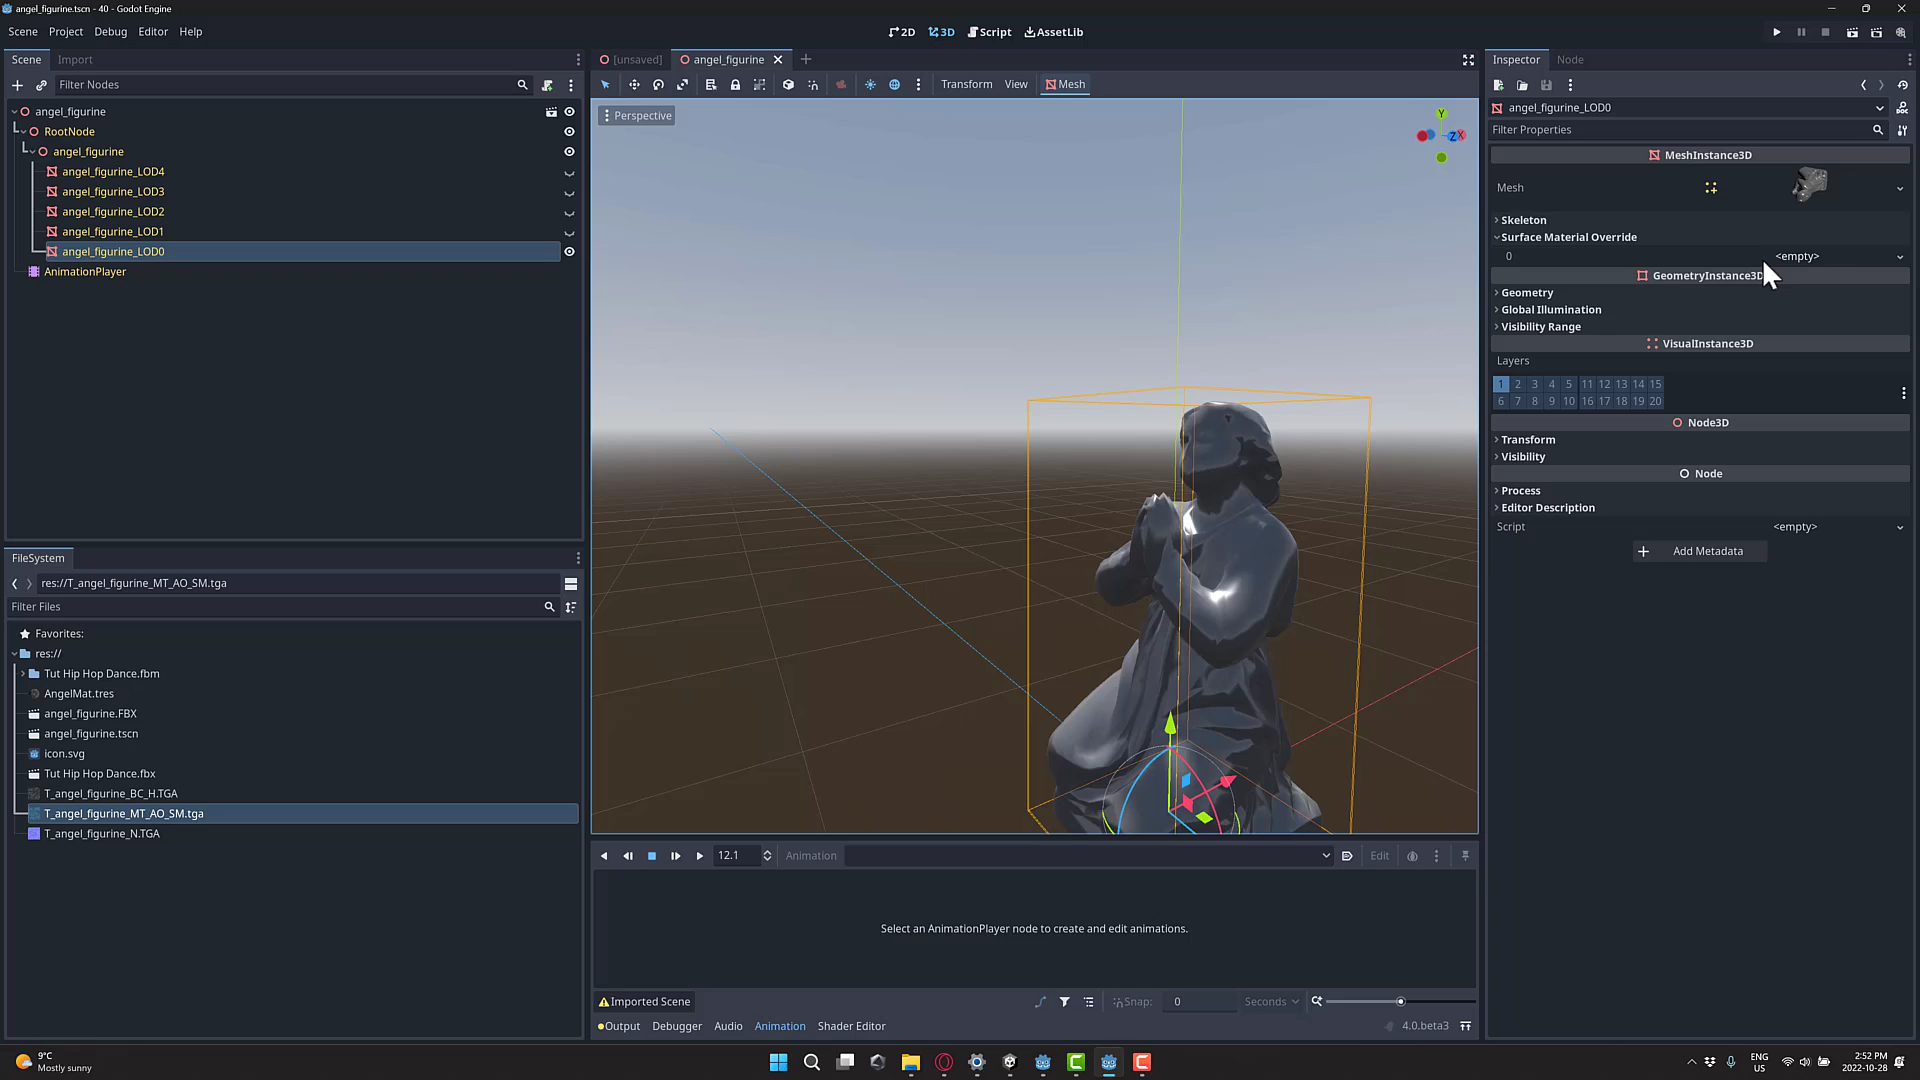 angel_figurine.tscn - 40 - Godot Engine
Scene Project Debug Editor Help
2D 3D Script AssetLib
Scene Import
Filter Nodes
angel_figurine
RootNode
angel_figurine
angel_figurine_LOD4
angel_figurine_LOD3
angel_figurine_LOD2
angel_figurine_LOD1
angel_figurine_LOD0
AnimationPlayer
FileSystem
res://T_angel_figurine_MT_AO_SM.tga
Filter Files
Favorites:
res://
Tut Hip Hop Dance.fbm
AngelMat.tres
angel_figurine.FBX
angel_figurine.tscn
icon.svg
Tut Hip Hop Dance.fbx
T_angel_figurine_BC_H.TGA
T_angel_figurine_MT_AO_SM.tga
T_angel_figurine_N.TGA
[unsaved] angel_figurine
Transform View Mesh
Perspective
Y
Z X
12.1 Animation Edit
Select an AnimationPlayer node to create and edit animations.
Imported Scene Snap: 0 Seconds
Output Debugger Audio Animation Shader Editor 4.0.beta3
Inspector Node
angel_figurine_LOD0
Filter Properties
MeshInstance3D
Mesh
Skeleton
Surface Material Override
0 <empty>
GeometryInstance3D
Geometry
Global Illumination
Visibility Range
VisualInstance3D
Layers
1 2 3 4 5 11 12 13 14 15
6 7 8 9 10 16 17 18 19 20
Node3D
Transform
Visibility
Node
Process
Editor Description
Script <empty>
Add Metadata
9°C
Mostly sunny
ENG
US
2:52 PM
2022-10-28